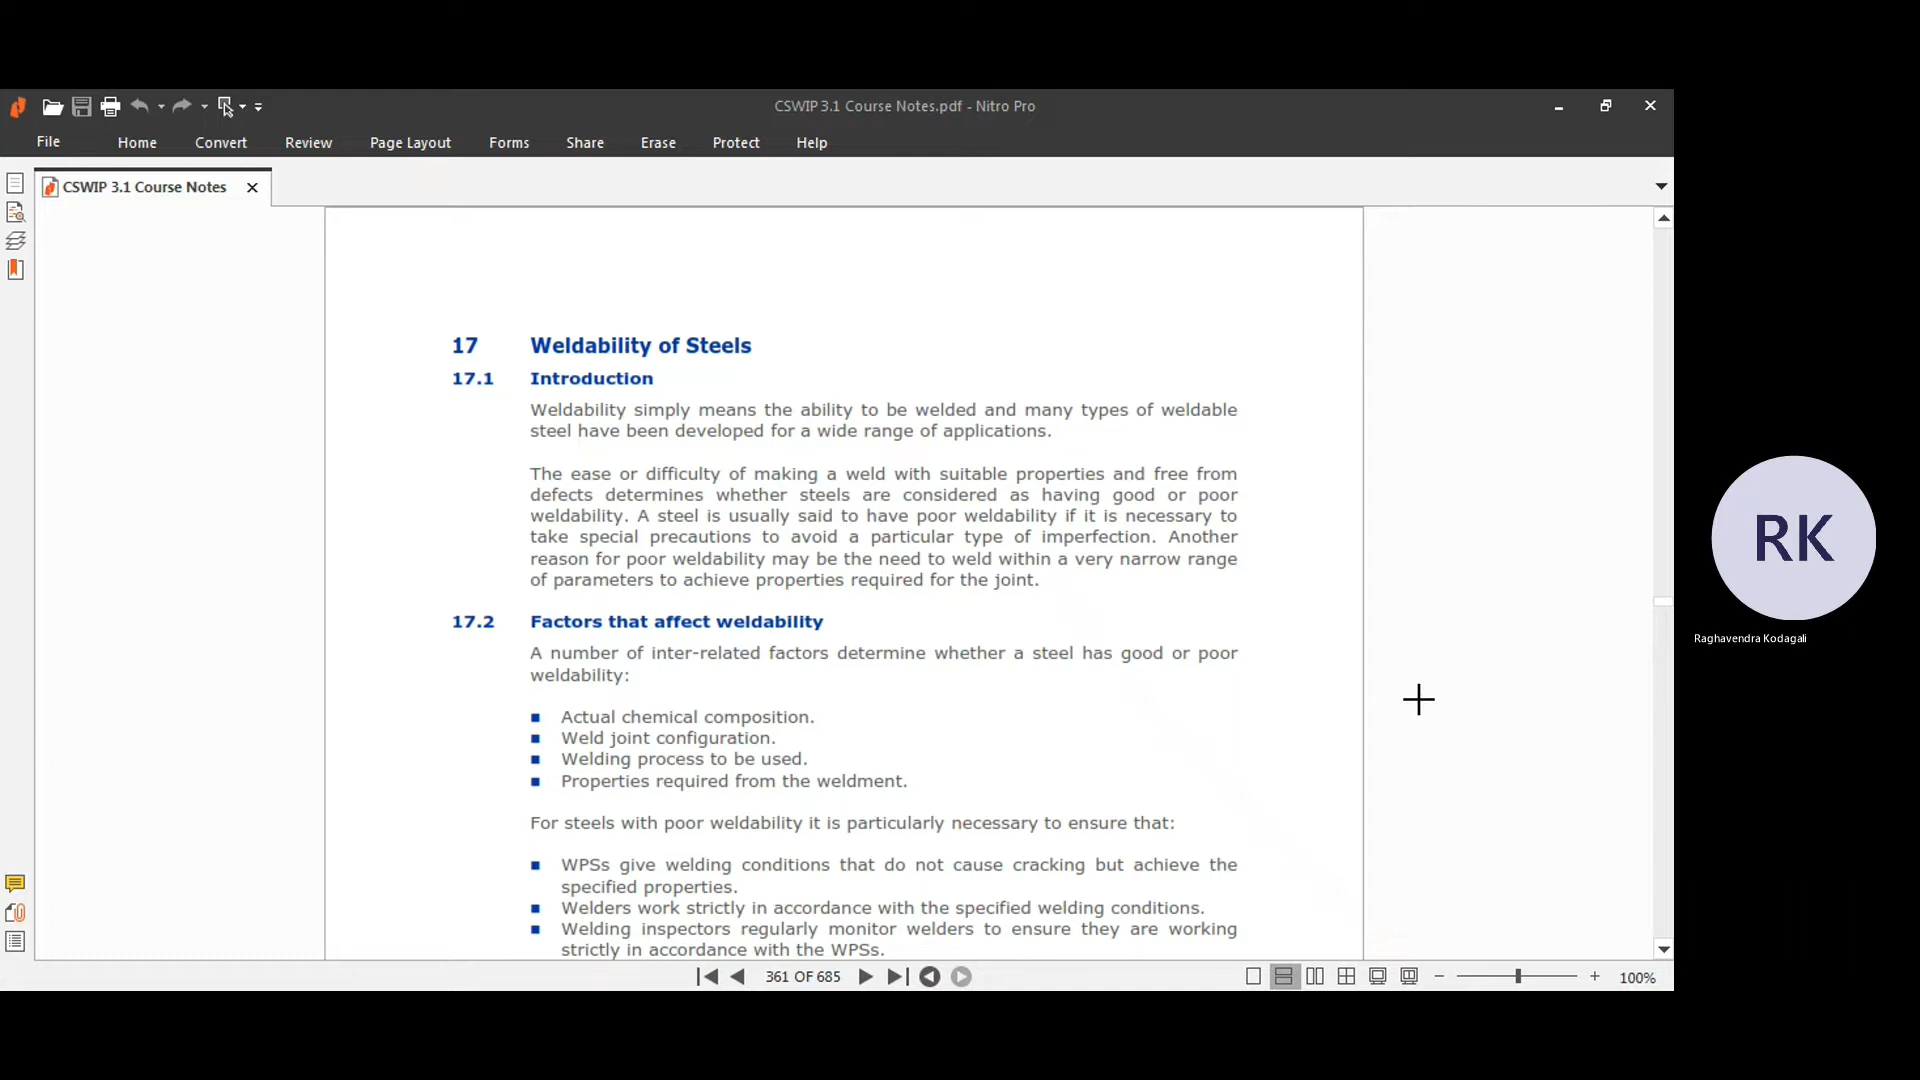 CSWIP 3.1 Course Notes.pdf - Nitro Pro
File Home Convert Review Page Layout Forms Share Erase Protect Help
CSWIP 3.1 Course Notes
17 Weldability of Steels
17.1 Introduction
Weldability simply means the ability to be welded and many types of weldable
steel have been developed for a wide range of applications.
The ease or difficulty of making a weld with suitable properties and free from
defects determines whether steels are considered as having good or poor
weldability. A steel is usually said to have poor weldability if it is necessary to
take special precautions to avoid a particular type of imperfection. Another
reason for poor weldability may be the need to weld within a very narrow range
of parameters to achieve properties required for the joint.
17.2 Factors that affect weldability
A number of inter-related factors determine whether a steel has good or poor
weldability:
■ Actual chemical composition.
■ Weld joint configuration.
■ Welding process to be used.
■ Properties required from the weldment.
For steels with poor weldability it is particularly necessary to ensure that:
■ WPSs give welding conditions that do not cause cracking but achieve the
specified properties.
■ Welders work strictly in accordance with the specified welding conditions.
■ Welding inspectors regularly monitor welders to ensure they are working
strictly in accordance with the WPSs.
361 OF 685
100%
RK
Raghavendra Kodagali